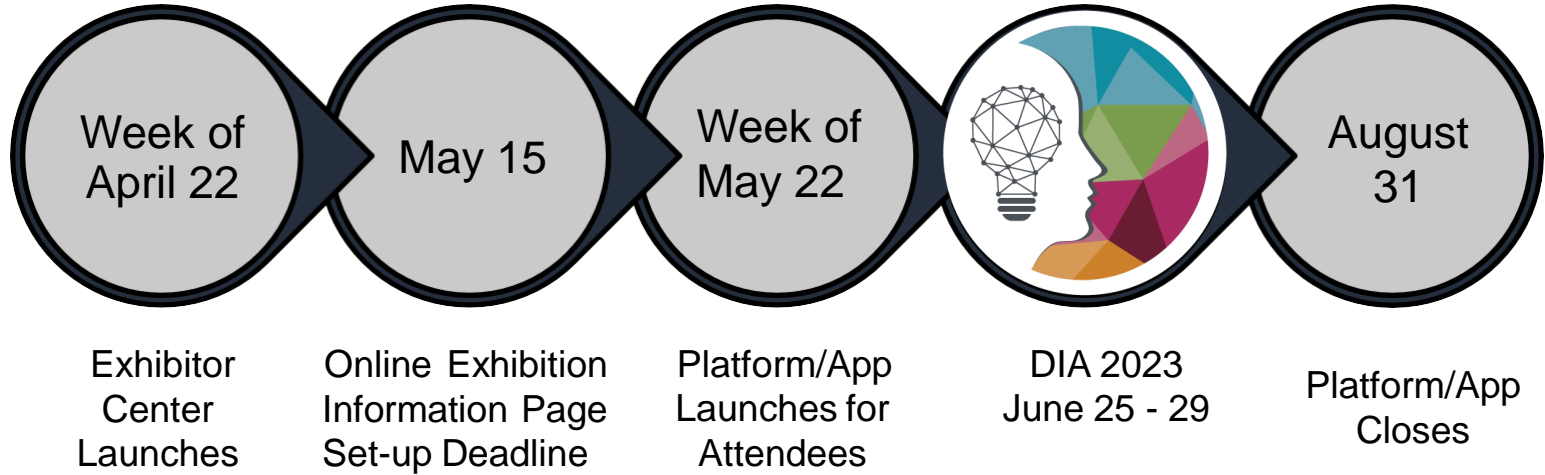 Week of
April 22
May 15
Week of
May 22
August
31
Exhibitor
Center
Launches
Online Exhibition
Information Page
Set-up Deadline
Platform/App
Launches for
Attendees
DIA 2023
June 25 - 29
Platform/App
Closes